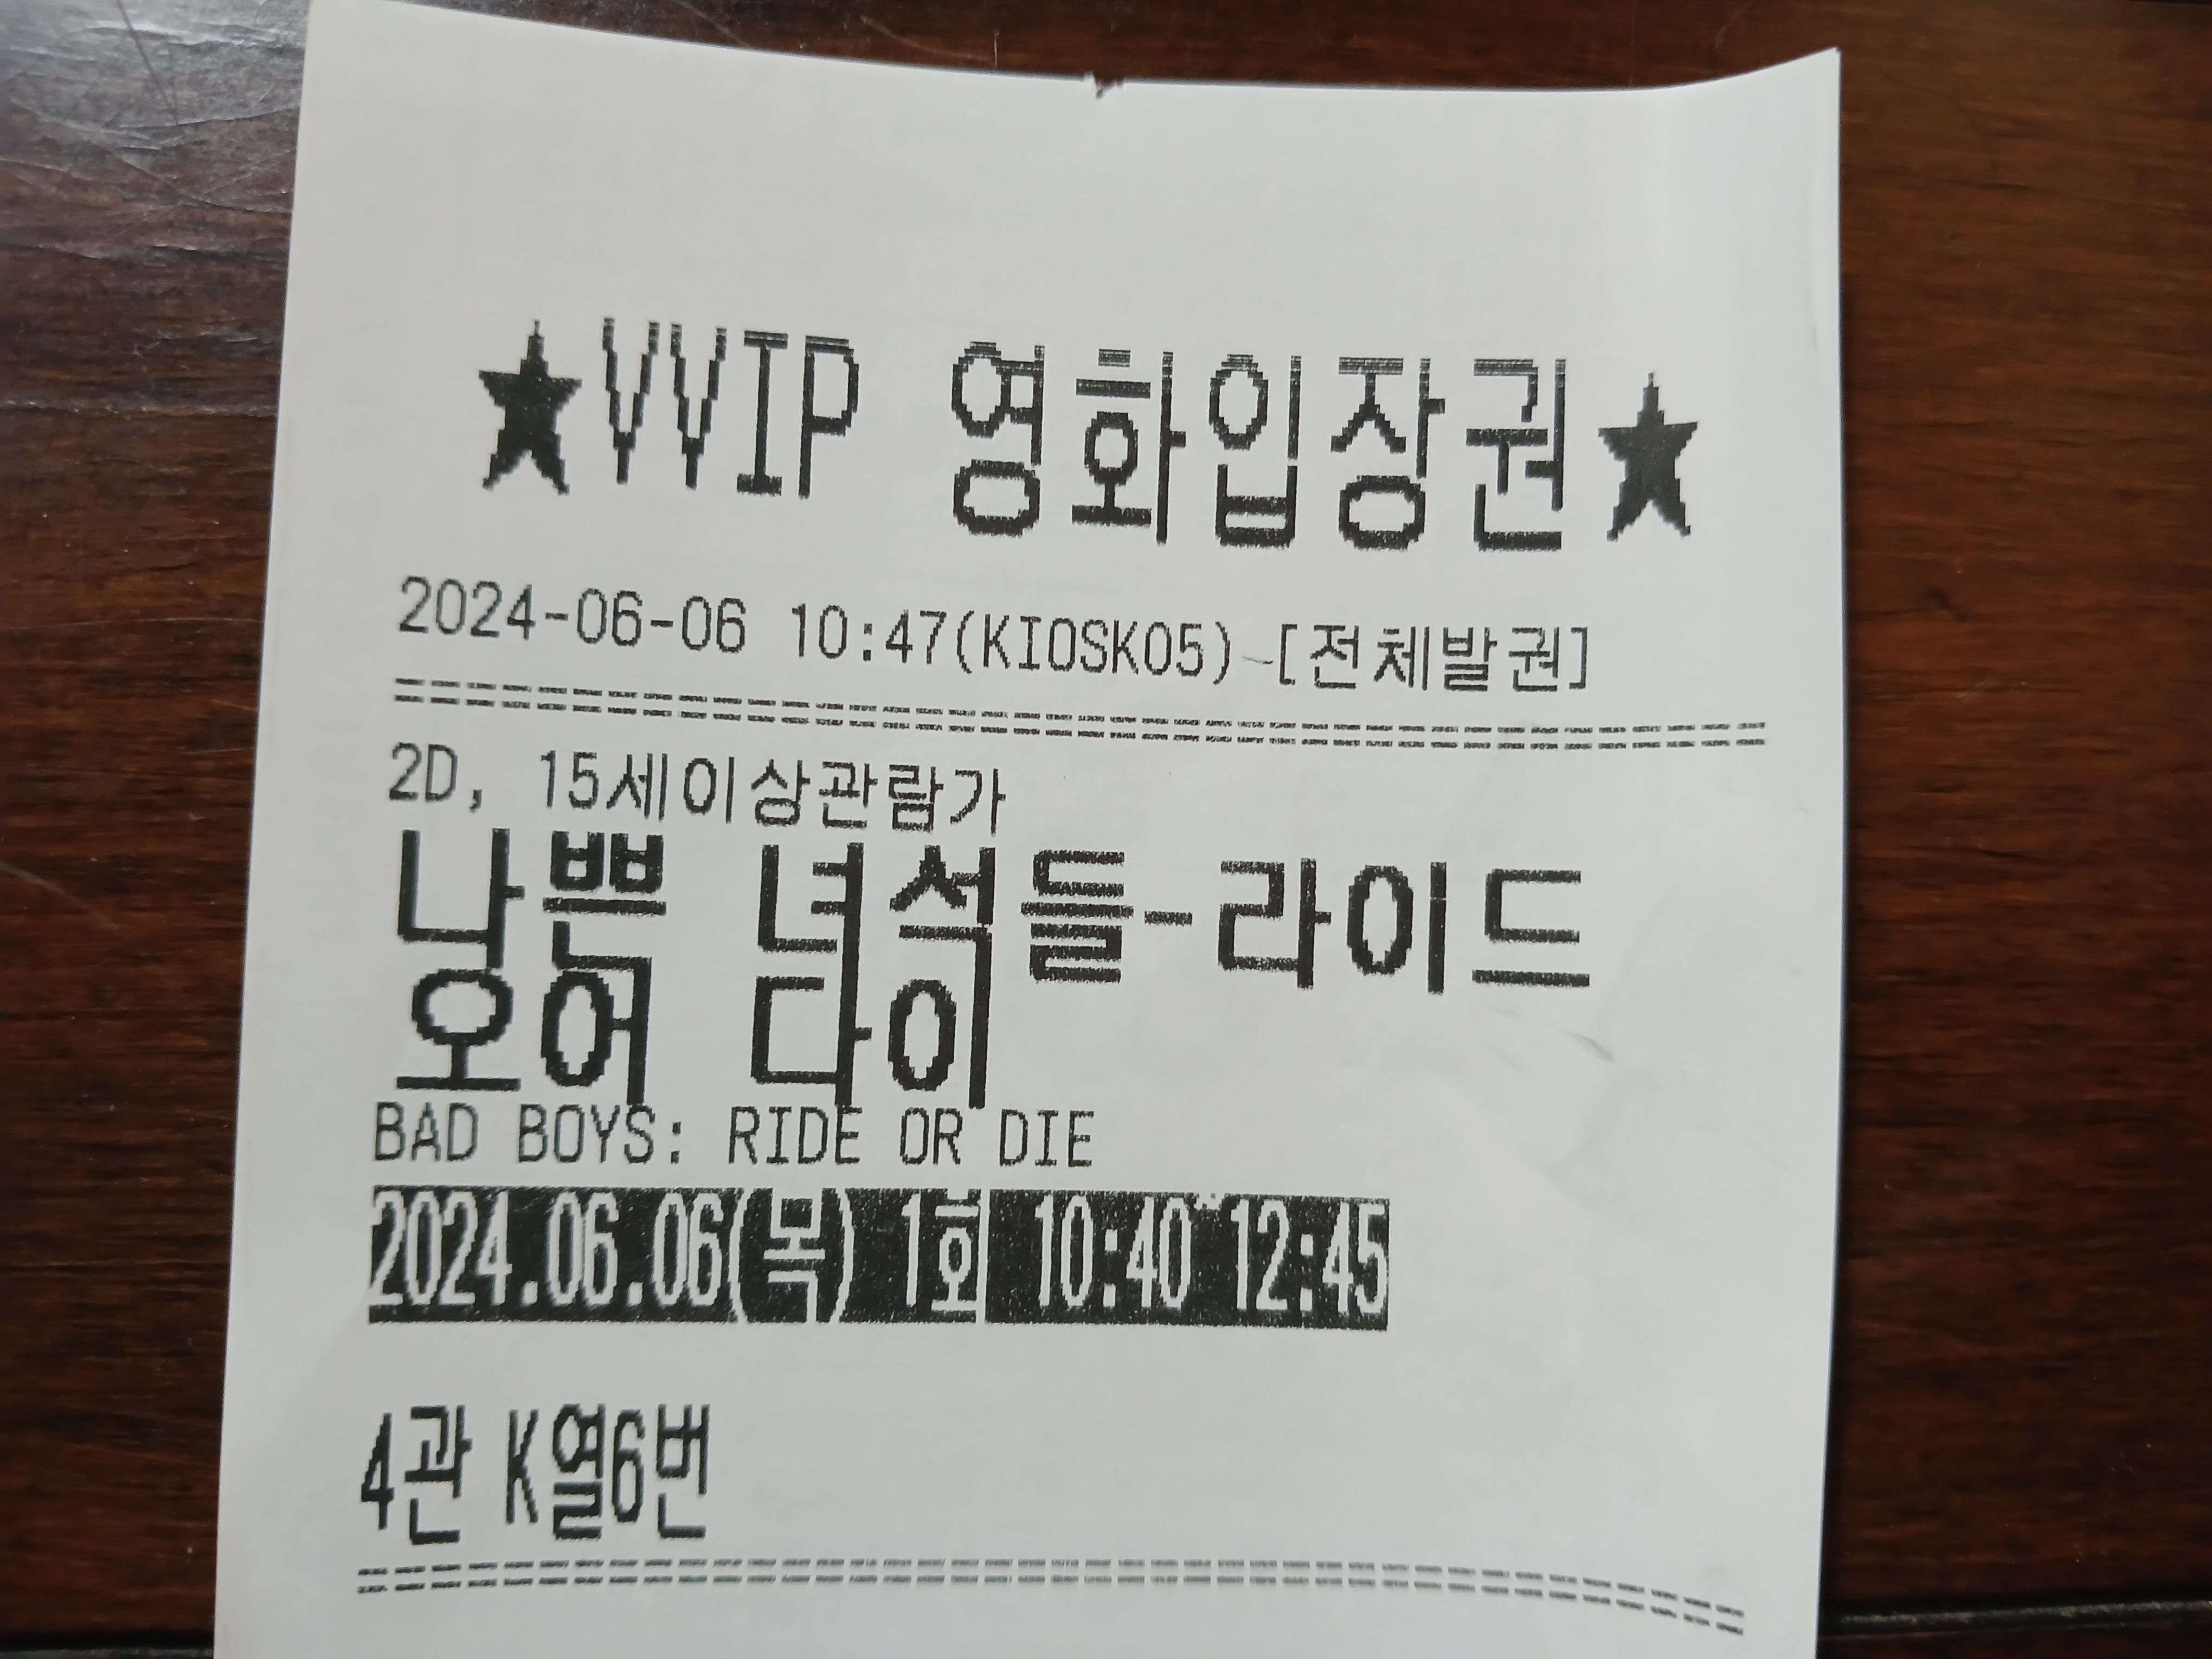 ★VVIP 영화입장권★
2024-06-06 10:47(KIOSK05)-[전체발권]
2D, 15세이상관람가
나쁜 녀석들-라이드
오어 다이
BAD BOYS: RIDE OR DIE
2024.06.06(목) 1회 10:40~12:45
4관 K열6번